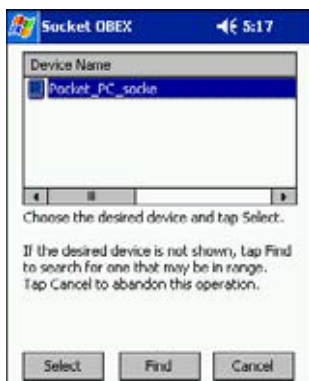 Socket OBEX 5:17
Device Name
Pocket_PC_socke
Choose the desired device and tap Select.
If the desired device is not shown, tap Find
to search for one that may be in range.
Tap Cancel to abandon this operation.
Select Find Cancel